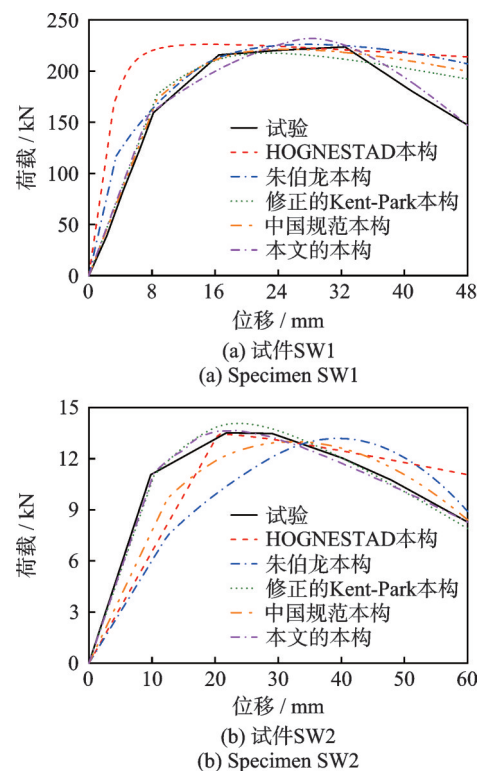 250
200
150
100
50
0
荷载 / kN
试验
HOGNESTAD本构
朱伯龙本构
修正的Kent-Park本构
中国规范本构
本文的本构
0 8 16 24 32 40 48
位移 / mm
(a) 试件SW1
(a) Specimen SW1
15
12
9
6
3
0
荷载 / kN
试验
HOGNESTAD本构
朱伯龙本构
修正的Kent-Park本构
中国规范本构
本文的本构
0 10 20 30 40 50 60
位移 / mm
(b) 试件SW2
(b) Specimen SW2